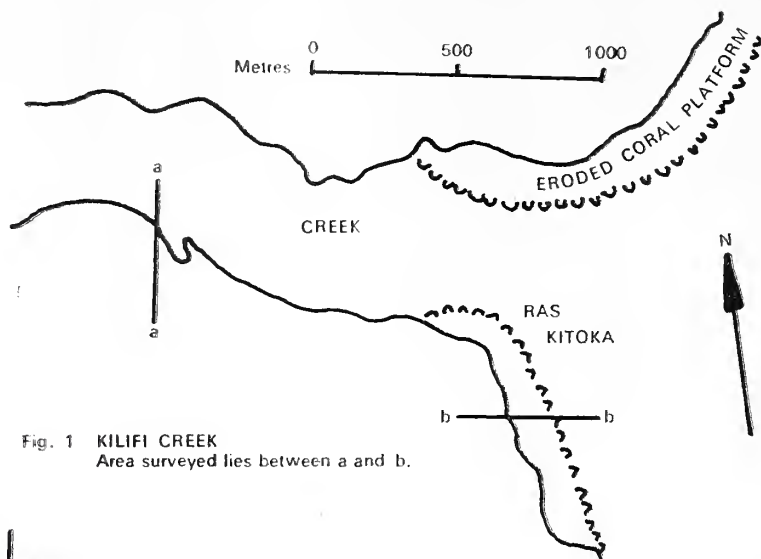 0 500 1000
Metres
ERODED CORAL PLATFORM
a
CREEK
N
a
RAS
KITOKA
b b
Fig. 1 KILIFI CREEK
Area surveyed lies between a and b.